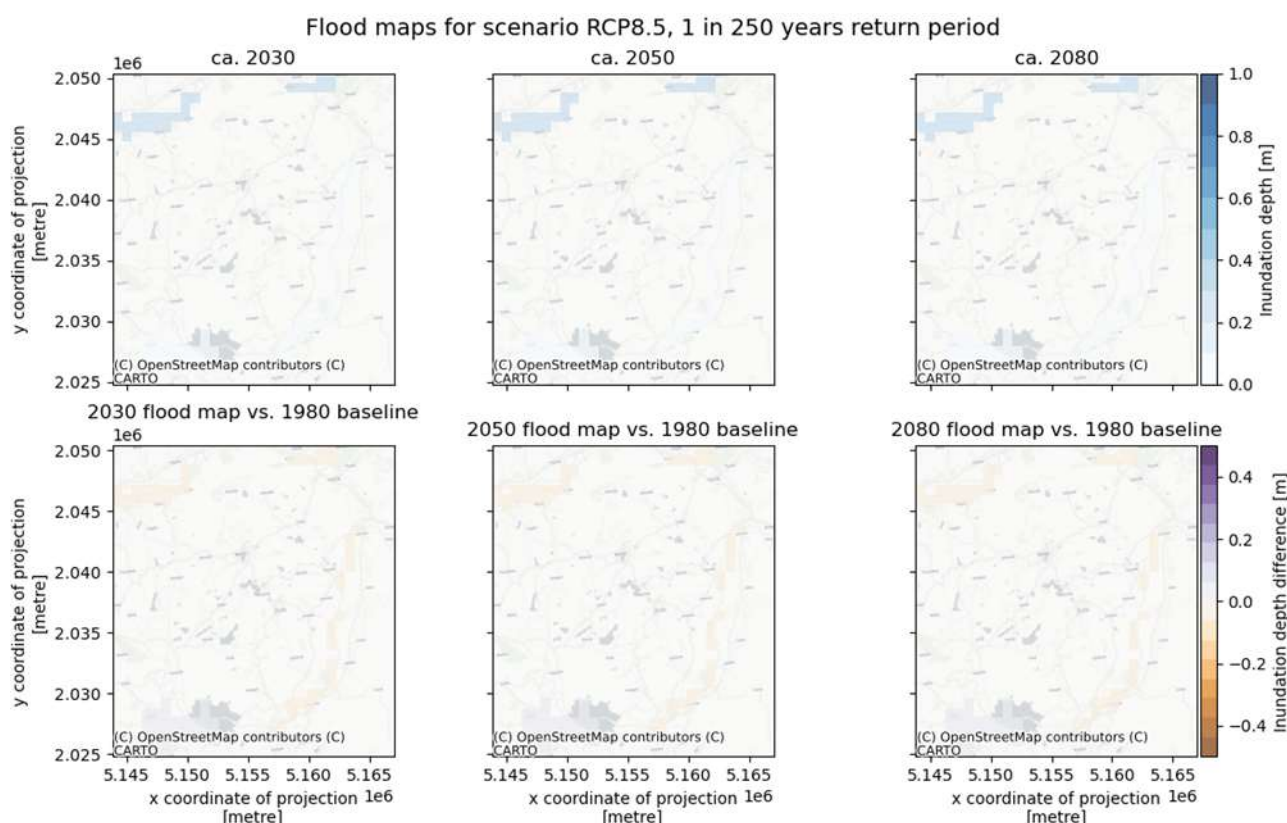 Flood maps for scenario RCP8.5, 1 in 250 years return period
ca. 2030
ca. 2050
ca. 2080
1e6
2.050
2.045
2.040
2.035
2.030
2.025
y coordinate of projection
[metre]
(C) OpenStreetMap contributors (C)
CARTO
(C) OpenStreetMap contributors (C)
CARTO
(C) OpenStreetMap contributors (C)
CARTO
1.0
0.8
0.6
0.4
0.2
0.0
Inundation depth [m]
2030 flood map vs. 1980 baseline
2050 flood map vs. 1980 baseline
2080 flood map vs. 1980 baseline
1e6
2.050
2.045
2.040
2.035
2.030
2.025
y coordinate of projection
[metre]
(C) OpenStreetMap contributors (C)
CARTO
(C) OpenStreetMap contributors (C)
CARTO
(C) OpenStreetMap contributors (C)
CARTO
0.4
0.2
0.0
−0.2
−0.4
Inundation depth difference [m]
5.145 5.150 5.155 5.160 5.165
x coordinate of projection 1e6
[metre]
5.145 5.150 5.155 5.160 5.165
x coordinate of projection 1e6
[metre]
5.145 5.150 5.155 5.160 5.165
x coordinate of projection 1e6
[metre]